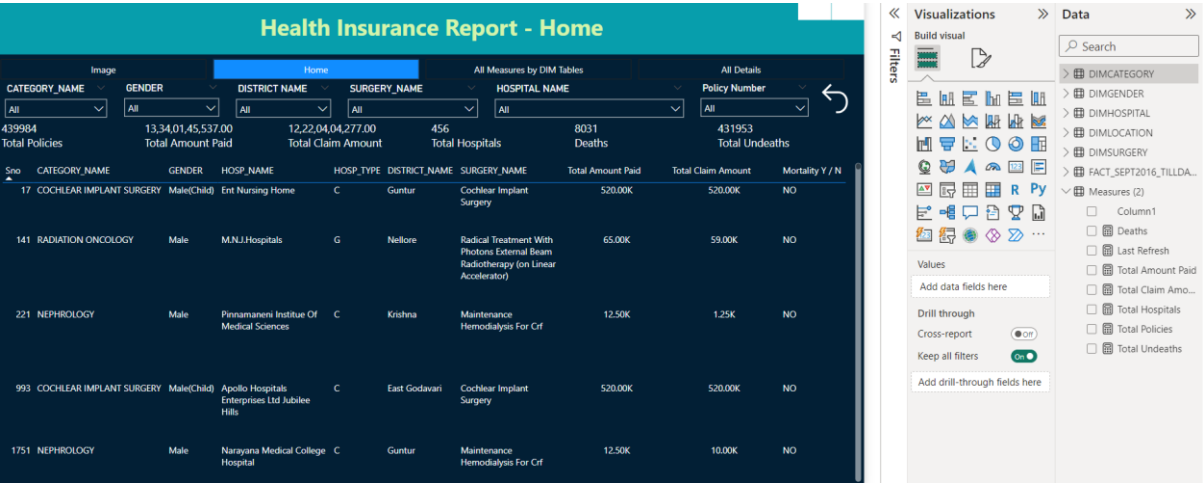 Health Insurance Report - Home
Image Home All Measures by DIM Tables All Details
CATEGORY_NAME GENDER DISTRICT NAME SURGERY_NAME HOSPITAL NAME Policy Number
All All All All All All
439984 13,34,01,45,537.00 12,22,04,04,277.00 456 8031 431953
Total Policies Total Amount Paid Total Claim Amount Total Hospitals Deaths Total Undeaths
Sno CATEGORY_NAME GENDER HOSP_NAME HOSP_TYPE DISTRICT_NAME SURGERY_NAME Total Amount Paid Total Claim Amount Mortality Y / N
17 COCHLEAR IMPLANT SURGERY Male(Child) Ent Nursing Home C Guntur Cochlear Implant 520.00K 520.00K NO
Surgery
141 RADIATION ONCOLOGY Male M.N.J.Hospitals G Nellore Radical Treatment With 65.00K 59.00K NO
Photons External Beam
Radiotherapy (on Linear
Accelerator)
221 NEPHROLOGY Male Pinnamaneni Institue Of C Krishna Maintenance 12.50K 1.25K NO
Medical Sciences Hemodialysis For Crf
993 COCHLEAR IMPLANT SURGERY Male(Child) Apollo Hospitals C East Godavari Cochlear Implant 520.00K 520.00K NO
Enterprises Ltd Jubilee Surgery
Hills
1751 NEPHROLOGY Male Narayana Medical College C Guntur Maintenance 12.50K 10.00K NO
Hospital Hemodialysis For Crf
Filters
Visualizations
Build visual
R Py
123
Values
Add data fields here
Drill through
Cross-report Off
Keep all filters On
Add drill-through fields here
Data
Search
DIMCATEGORY
DIMGENDER
DIMHOSPITAL
DIMLOCATION
DIMSURGERY
FACT_SEPT2016_TILLDA...
Measures (2)
Column1
Deaths
Last Refresh
Total Amount Paid
Total Claim Amo...
Total Hospitals
Total Policies
Total Undeaths